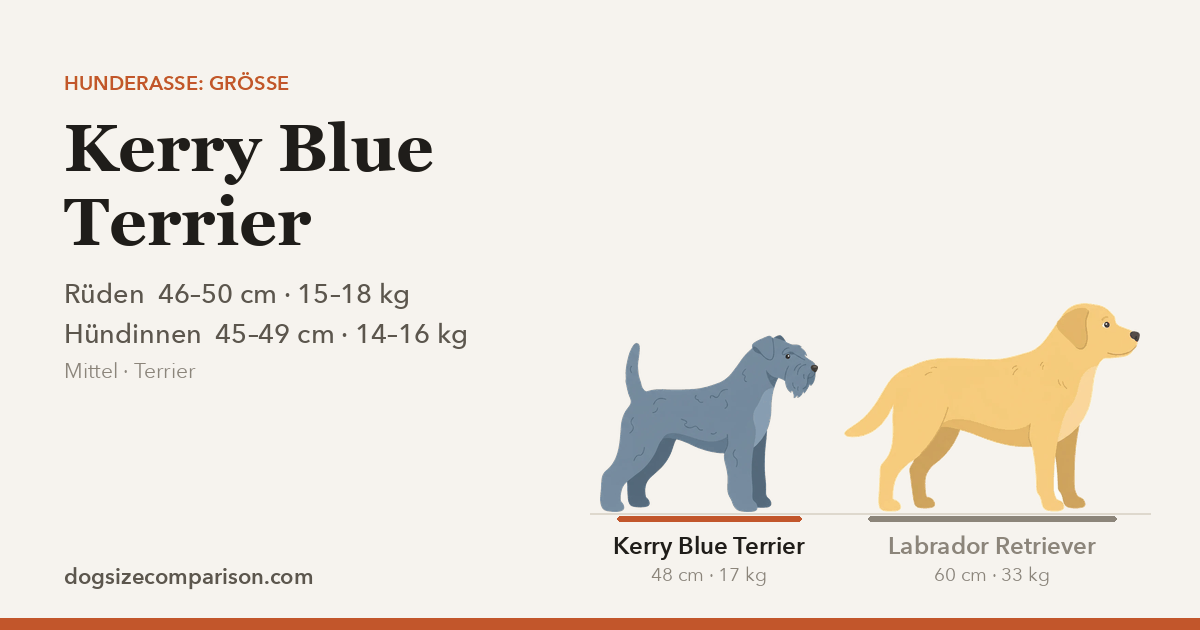 HUNDERASSE: GRÖSSE
Kerry Blue
Terrier
Rüden 46–50 cm · 15–18 kg
Hündinnen 45–49 cm · 14–16 kg
Mittel · Terrier
Kerry Blue Terrier
48 cm · 17 kg
Labrador Retriever
60 cm · 33 kg
dogsizecomparison.com